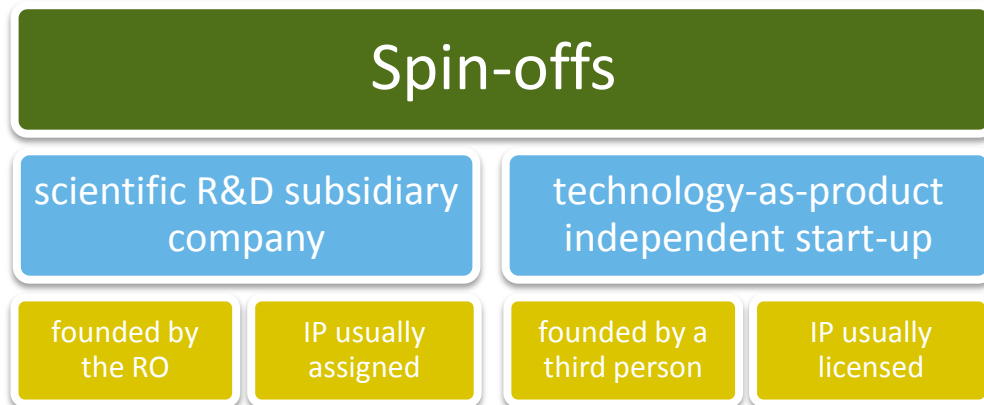 Spin-offs
scientific R&D subsidiary
company
technology-as-product
independent start-up
founded by
the RO
IP usually
assigned
founded by a
third person
IP usually
licensed